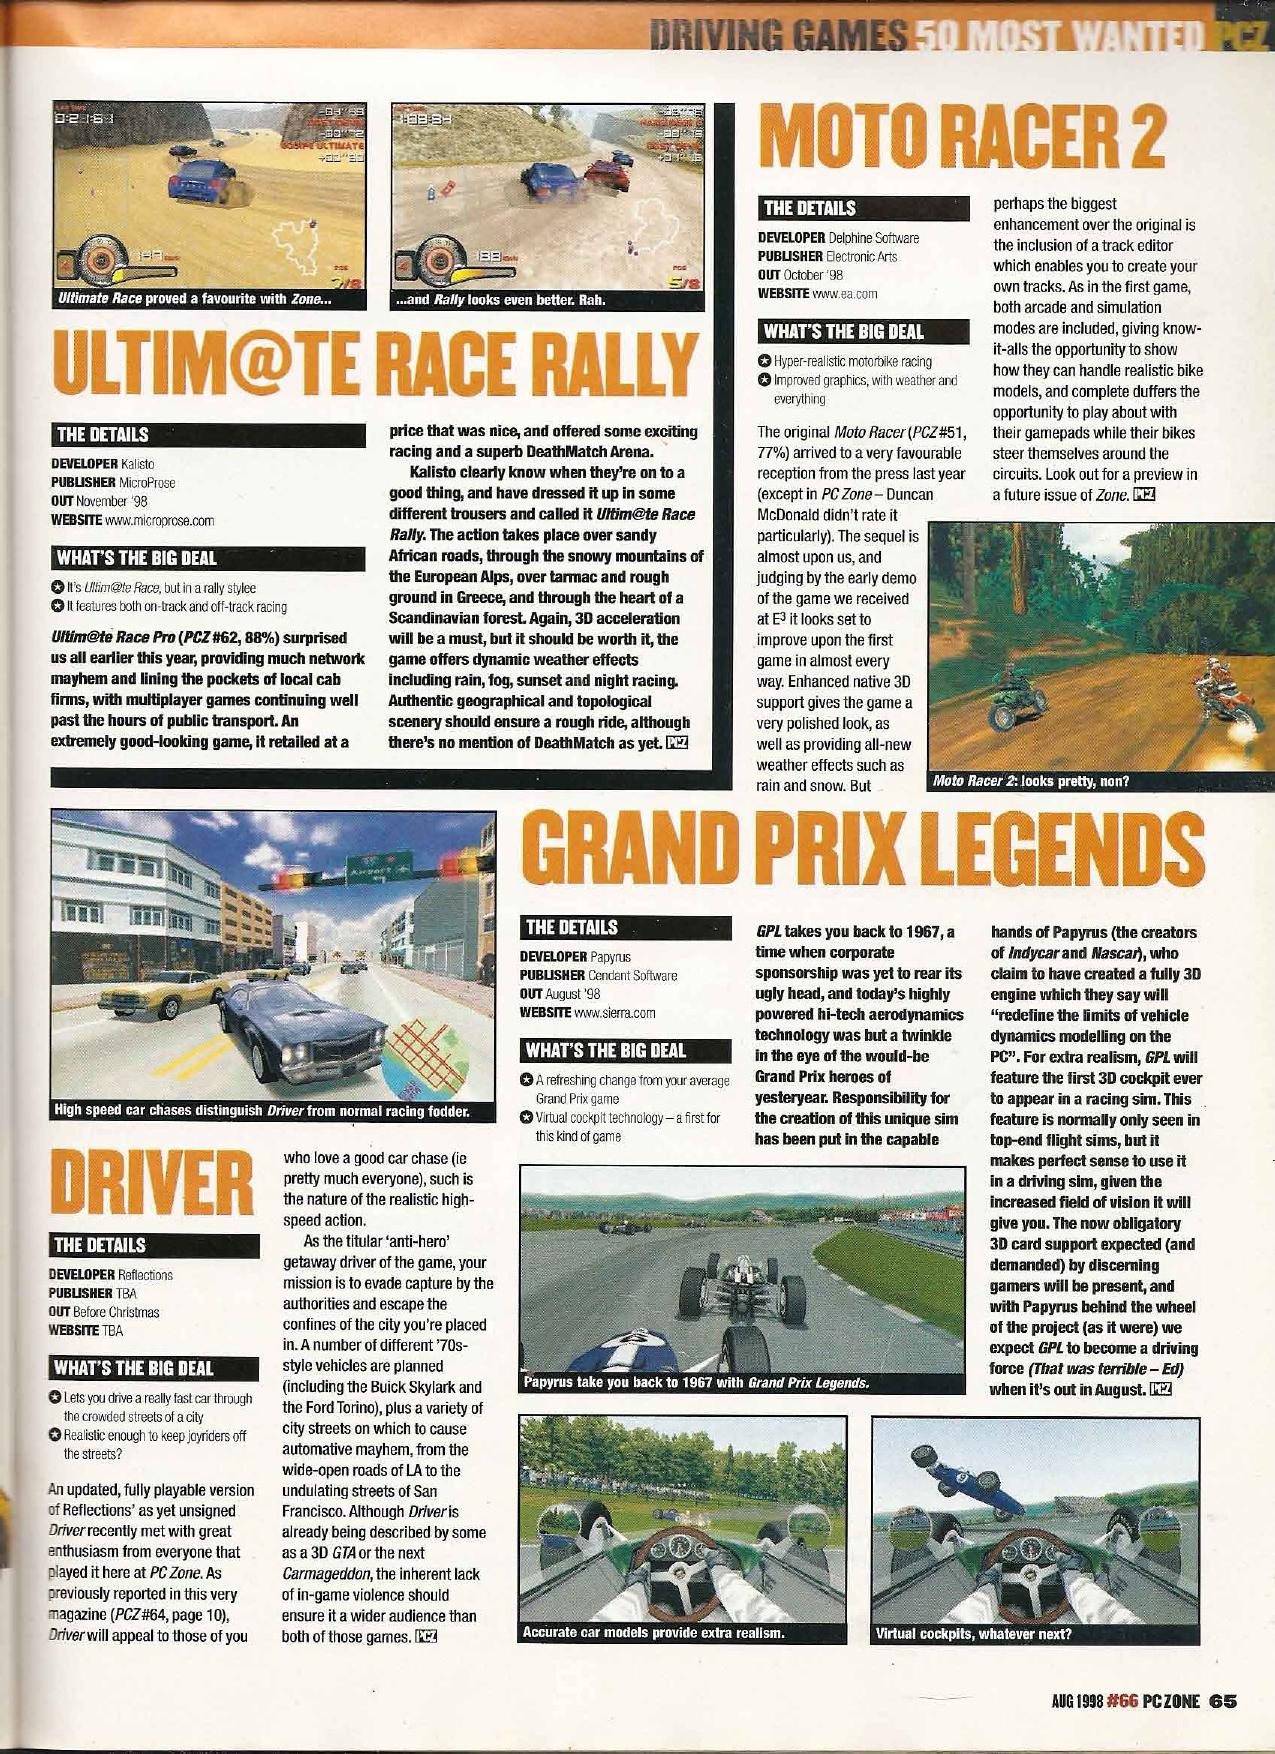 DRIVING GAMES 50 MOST WANTED PCZ
Ultimate Race proved a favourite with Zone...
...and Rally looks even better. Rah.
ULTIM@TE RACE RALLY
THE DETAILS
DEVELOPER Kalisto
PUBLISHER MicroProse
OUT November '98
WEBSITE www.microprose.com
WHAT'S THE BIG DEAL
It's Ultim@te Race, but in a rally stylee
It features both on-track and off-track racing
Ultim@te Race Pro (PCZ #62, 88%) surprised
us all earlier this year, providing much network
mayhem and lining the pockets of local cab
firms, with multiplayer games continuing well
past the hours of public transport. An
extremely good-looking game, it retailed at a
price that was nice, and offered some exciting
racing and a superb DeathMatch Arena.
Kalisto clearly know when they're on to a
good thing, and have dressed it up in some
different trousers and called it Ultim@te Race
Rally. The action takes place over sandy
African roads, through the snowy mountains of
the European Alps, over tarmac and rough
ground in Greece, and through the heart of a
Scandinavian forest. Again, 3D acceleration
will be a must, but it should be worth it, the
game offers dynamic weather effects
including rain, fog, sunset and night racing.
Authentic geographical and topological
scenery should ensure a rough ride, although
there's no mention of DeathMatch as yet. PCZ
MOTO RACER 2
THE DETAILS
DEVELOPER Delphine Software
PUBLISHER Electronic Arts
OUT October '98
WEBSITE www.ea.com
WHAT'S THE BIG DEAL
Hyper-realistic motorbike racing
Improved graphics, with weather and
everything
The original Moto Racer (PCZ #51,
77%) arrived to a very favourable
reception from the press last year
(except in PC Zone – Duncan
McDonald didn't rate it
particularly). The sequel is
almost upon us, and
judging by the early demo
of the game we received
at E³ it looks set to
improve upon the first
game in almost every
way. Enhanced native 3D
support gives the game a
very polished look, as
well as providing all-new
weather effects such as
rain and snow. But
perhaps the biggest
enhancement over the original is
the inclusion of a track editor
which enables you to create your
own tracks. As in the first game,
both arcade and simulation
modes are included, giving know-
it-alls the opportunity to show
how they can handle realistic bike
models, and complete duffers the
opportunity to play about with
their gamepads while their bikes
steer themselves around the
circuits. Look out for a preview in
a future issue of Zone. PCZ
Moto Racer 2: looks pretty, non?
High speed car chases distinguish Driver from normal racing fodder.
DRIVER
THE DETAILS
DEVELOPER Reflections
PUBLISHER TBA
OUT Before Christmas
WEBSITE TBA
WHAT'S THE BIG DEAL
Lets you drive a really fast car through
the crowded streets of a city
Realistic enough to keep joyriders off
the streets?
An updated, fully playable version
of Reflections' as yet unsigned
Driver recently met with great
enthusiasm from everyone that
played it here at PC Zone. As
previously reported in this very
magazine (PCZ #64, page 10),
Driver will appeal to those of you
who love a good car chase (ie
pretty much everyone), such is
the nature of the realistic high-
speed action.
As the titular 'anti-hero'
getaway driver of the game, your
mission is to evade capture by the
authorities and escape the
confines of the city you're placed
in. A number of different '70s-
style vehicles are planned
(including the Buick Skylark and
the Ford Torino), plus a variety of
city streets on which to cause
automotive mayhem, from the
wide-open roads of LA to the
undulating streets of San
Francisco. Although Driver is
already being described by some
as a 3D GTA or the next
Carmageddon, the inherent lack
of in-game violence should
ensure it a wider audience than
both of those games. PCZ
GRAND PRIX LEGENDS
THE DETAILS
DEVELOPER Papyrus
PUBLISHER Cendant Software
OUT August '98
WEBSITE www.sierra.com
WHAT'S THE BIG DEAL
A refreshing change from your average
Grand Prix game
Virtual cockpit technology – a first for
this kind of game
GPL takes you back to 1967, a
time when corporate
sponsorship was yet to rear its
ugly head, and today's highly
powered hi-tech aerodynamics
technology was but a twinkle
in the eye of the would-be
Grand Prix heroes of
yesteryear. Responsibility for
the creation of this unique sim
has been put in the capable
hands of Papyrus (the creators
of Indycar and Nascar), who
claim to have created a fully 3D
engine which they say will
"redefine the limits of vehicle
dynamics modelling on the
PC". For extra realism, GPL will
feature the first 3D cockpit ever
to appear in a racing sim. This
feature is normally only seen in
top-end flight sims, but it
makes perfect sense to use it
in a driving sim, given the
increased field of vision it will
give you. The now obligatory
3D card support expected (and
demanded) by discerning
gamers will be present, and
with Papyrus behind the wheel
of the project (as it were) we
expect GPL to become a driving
force (That was terrible – Ed)
when it's out in August. PCZ
Papyrus take you back to 1967 with Grand Prix Legends.
Accurate car models provide extra realism.
Virtual cockpits, whatever next?
AUG 1998 #66 PC ZONE 65